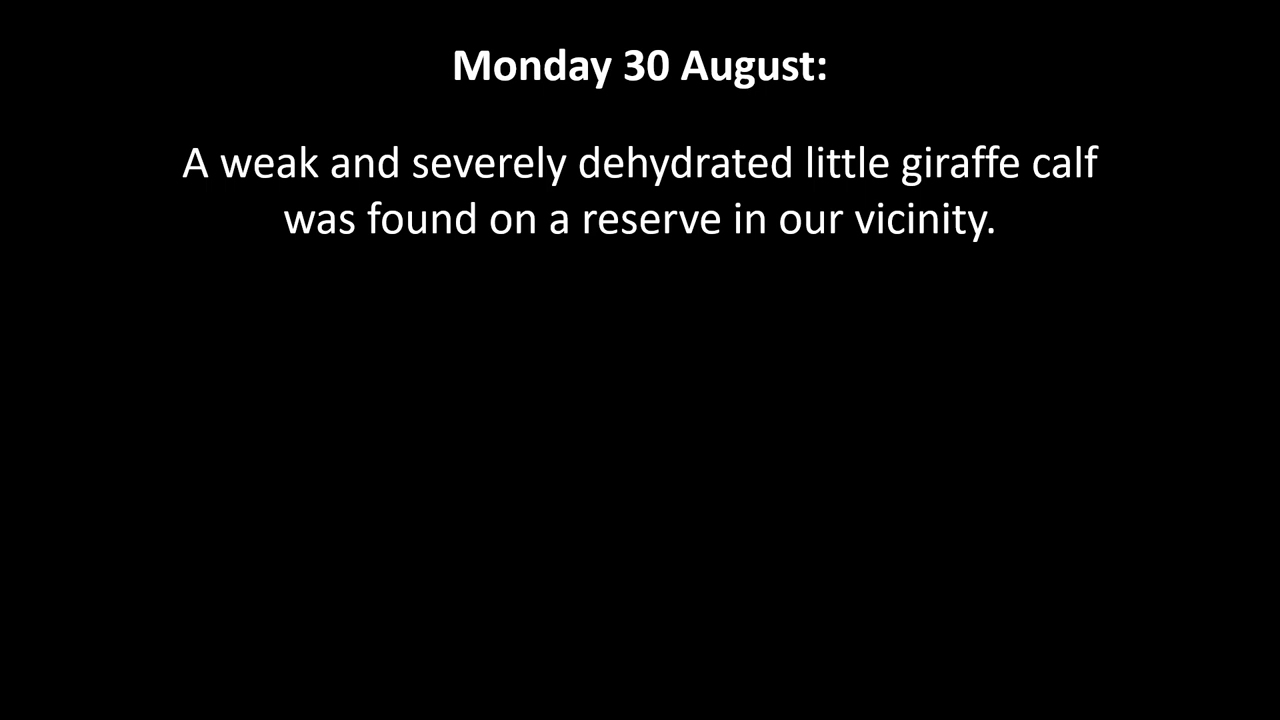 Monday 30 August:
A weak and severely dehydrated little giraffe calf
was found on a reserve in our vicinity.